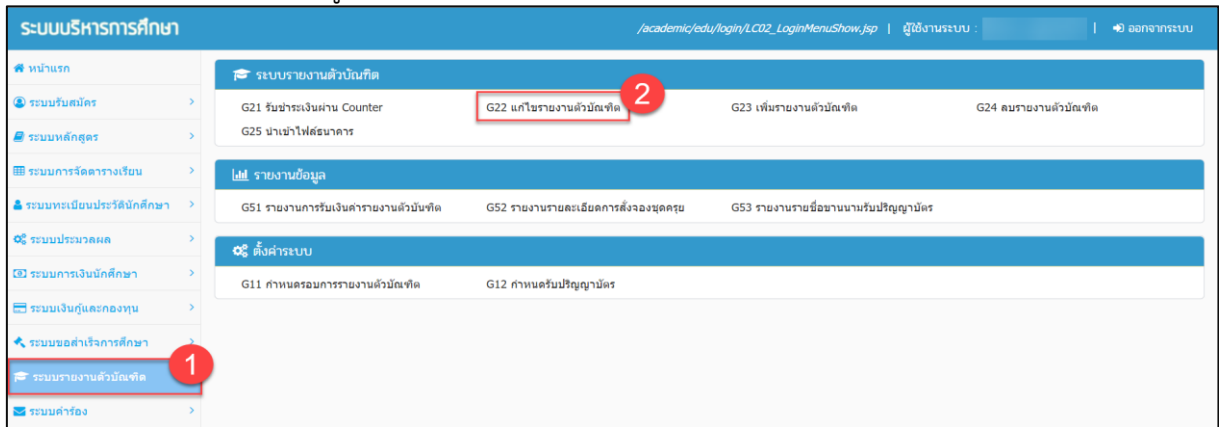 ระบบบริหารการศึกษา
/academic/edu/login/LC02_LoginMenuShow.jsp | ผู้ใช้งานระบบ : | ออกจากระบบ
หน้าแรก
ระบบรับสมัคร
ระบบหลักสูตร
ระบบการจัดตารางเรียน
ระบบทะเบียนประวัตินักศึกษา
ระบบประมวลผล
ระบบการเงินนักศึกษา
ระบบเงินกู้และกองทุน
ระบบขอสำเร็จการศึกษา
ระบบรายงานตัวบัณฑิต
1
ระบบคำร้อง
ระบบรายงานตัวบัณฑิต
G21 รับชำระเงินผ่าน Counter
G22 แก้ไขรายงานตัวบัณฑิต
2
G23 เพิ่มรายงานตัวบัณฑิต
G24 ลบรายงานตัวบัณฑิต
G25 นำเข้าไฟล์ธนาคาร
รายงานข้อมูล
G51 รายงานการรับเงินค่ารายงานตัวบันฑิต
G52 รายงานรายละเอียดการสั่งจองชุดครุย
G53 รายงานรายชื่อขานนามรับปริญญาบัตร
ตั้งค่าระบบ
G11 กำหนดรอบการรายงานตัวบัณฑิต
G12 กำหนดรับปริญญาบัตร